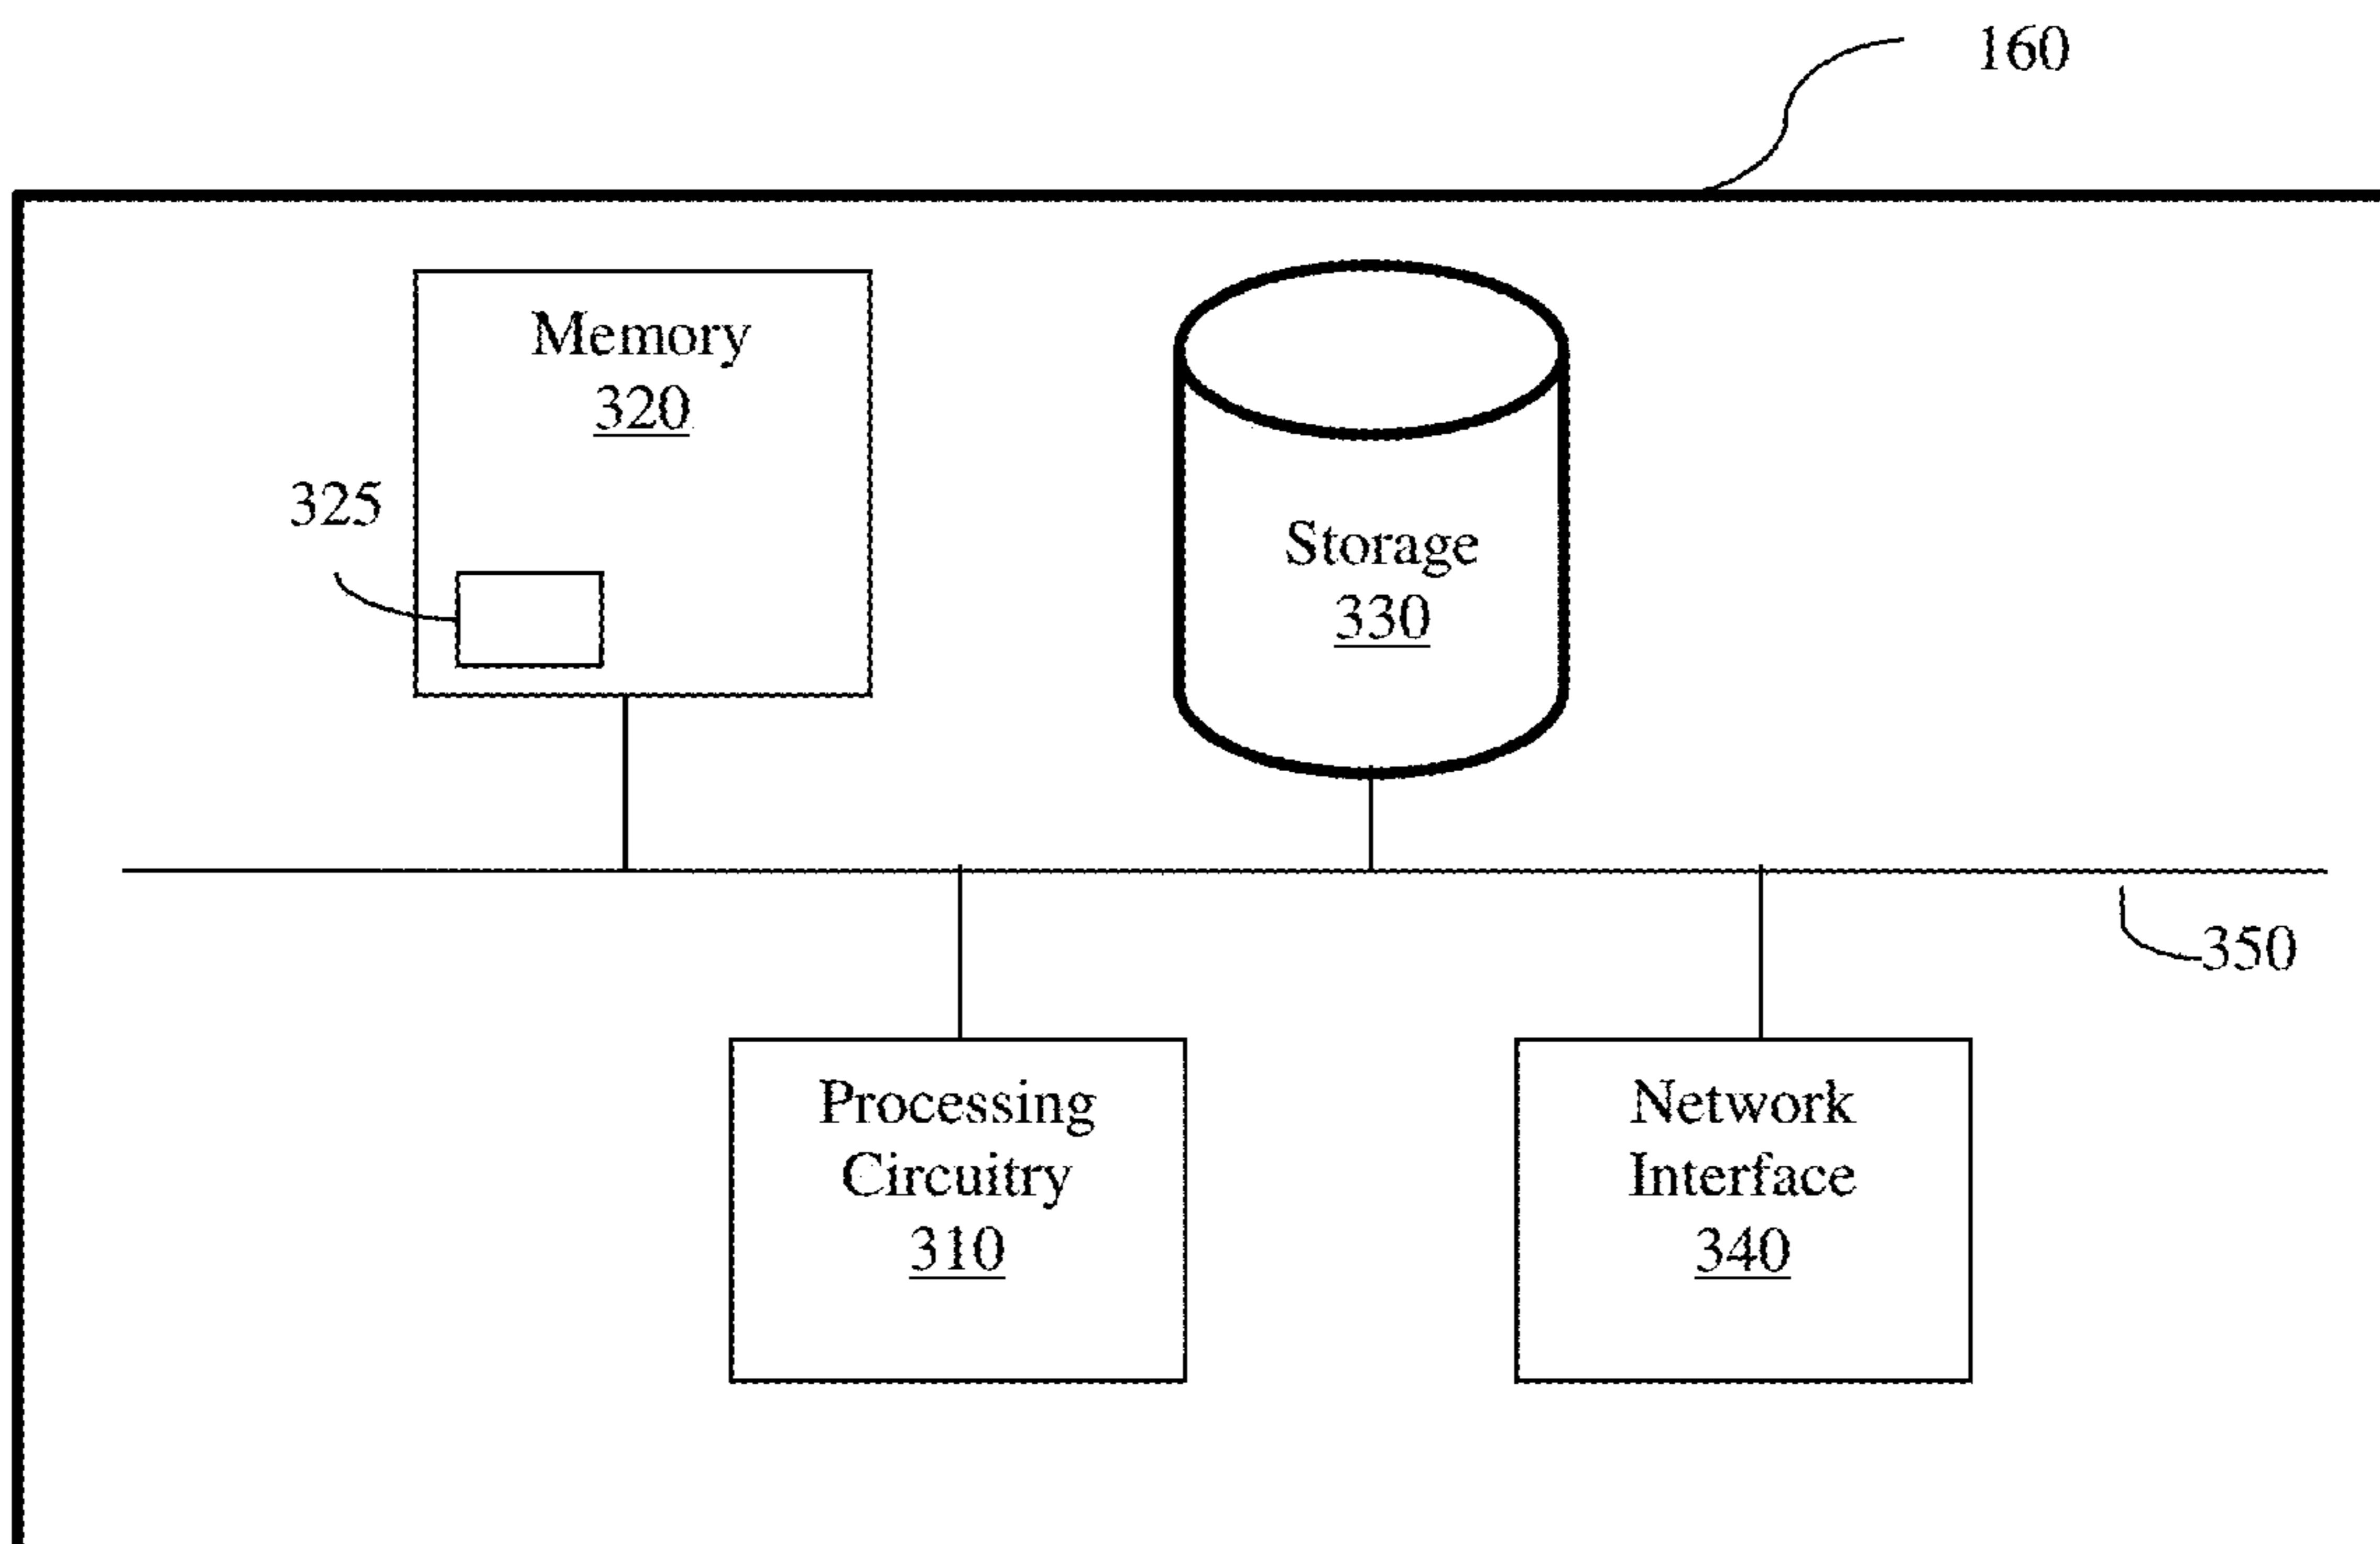 160
Memory
320
325
Storage
330
350
Processing
Circuitry
310
Network
Interface
340